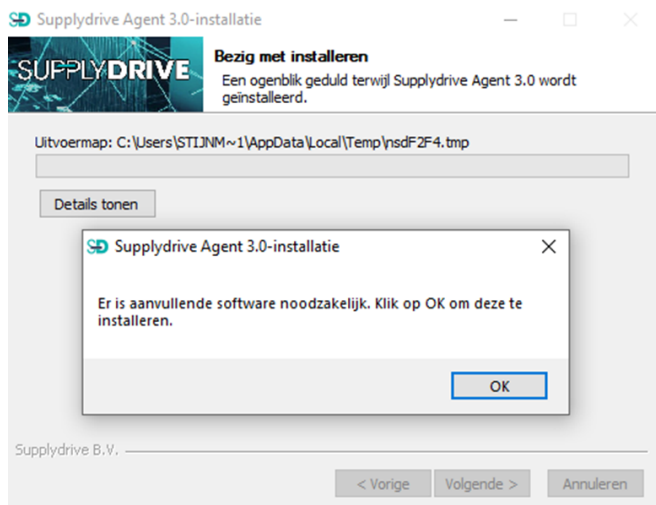 SD Supplydrive Agent 3.0-installatie
SUPPLYDRIVE
Bezig met installeren
Een ogenblik geduld terwijl Supplydrive Agent 3.0 wordt
geïnstalleerd.
Uitvoermap: C:\Users\STIJNM~1\AppData\Local\Temp\nsdF2F4.tmp
Details tonen
SD Supplydrive Agent 3.0-installatie
Er is aanvullende software noodzakelijk. Klik op OK om deze te
installeren.
OK
Supplydrive B.V.
< Vorige
Volgende >
Annuleren